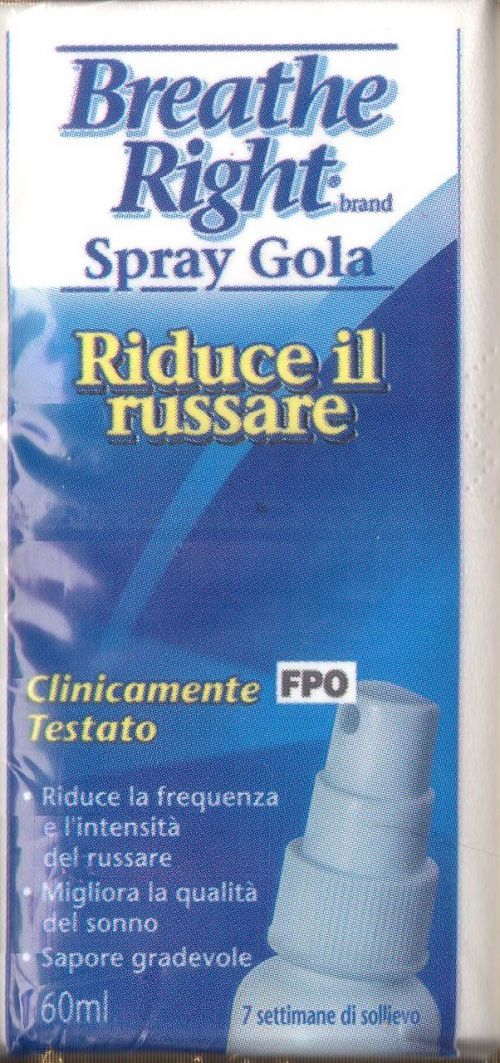 Breathe
Right®
brand
Spray Gola
Riduce il
russare
Clinicamente FPO
Testato
• Riduce la frequenza
e l'intensità
del russare
• Migliora la qualità
del sonno
• Sapore gradevole
60ml
7 settimane di sollievo